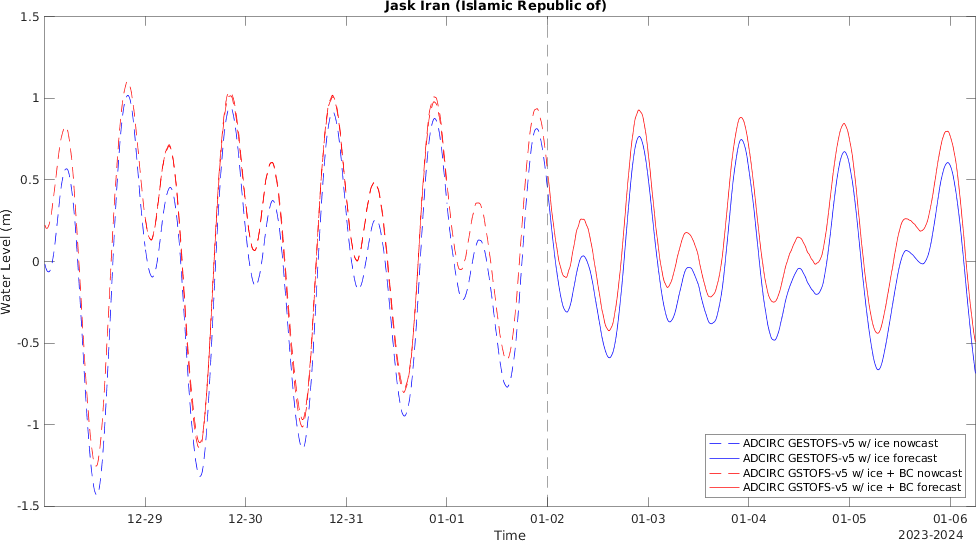 Jask Iran (Islamic Republic of)
1.5
1
0.5
0
-0.5
-1
-1.5
Water Level (m)
ADCIRC GESTOFS-v5 w/ ice nowcast
ADCIRC GESTOFS-v5 w/ ice forecast
ADCIRC GSTOFS-v5 w/ ice + BC nowcast
ADCIRC GSTOFS-v5 w/ ice + BC forecast
12-29 12-30 12-31 01-01 01-02 01-03 01-04 01-05 01-06
Time
2023-2024